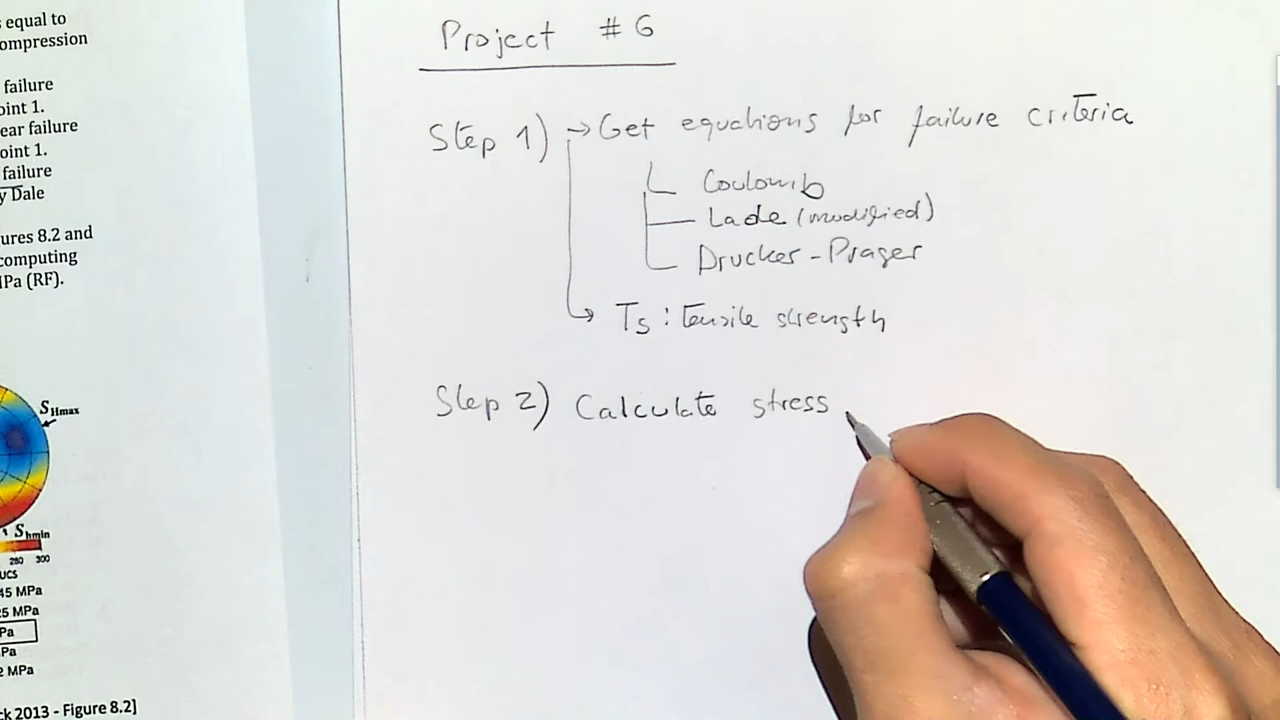 s equal to
ompression
failure
oint 1.
ear failure
oint 1.
failure
y Dale
ures 8.2 and
computing
IPa (RF).
SHmax
Shmin
280 300
UCS
45 MPa
25 MPa
Pa
Pa
2 MPa
ck 2013 - Figure 8.2]
Project # 6
Step 1) → Get equations for failure criteria
Coulomb
Lade (modified)
Drucker - Prager
Ts : Tensile strength
Step 2) Calculate stress